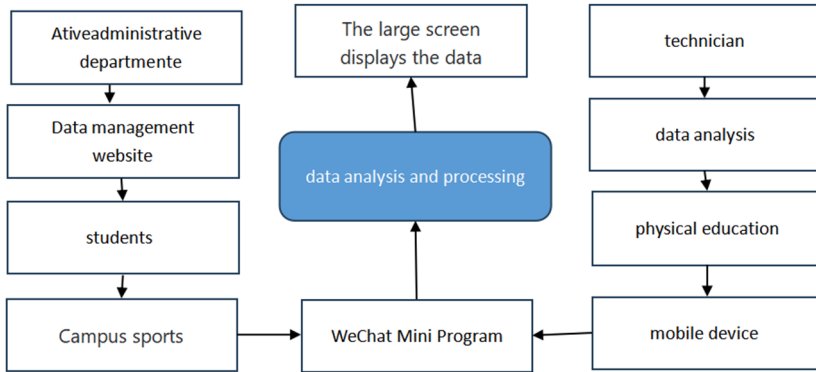 Ativeadministrative
departmente
Data management
website
students
Campus sports
The large screen
displays the data
data analysis and processing
WeChat Mini Program
technician
data analysis
physical education
mobile device